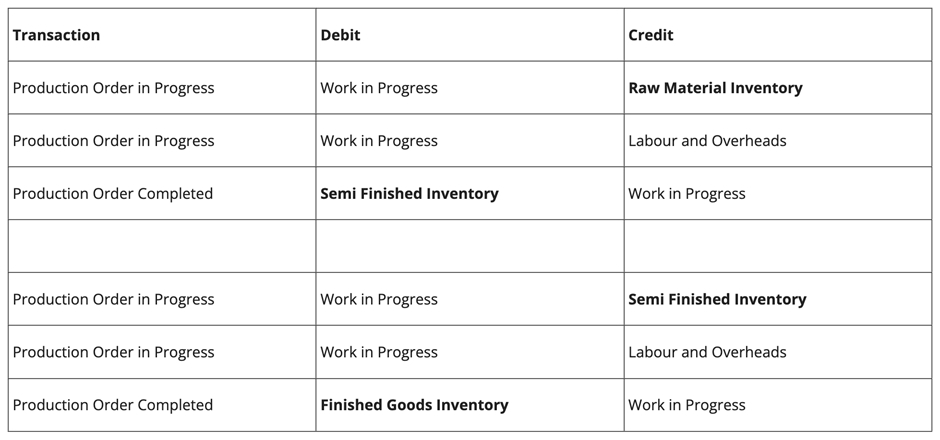 Transaction Debit Credit
Production Order in Progress Work in Progress Raw Material Inventory
Production Order in Progress Work in Progress Labour and Overheads
Production Order Completed Semi Finished Inventory Work in Progress
Production Order in Progress Work in Progress Semi Finished Inventory
Production Order in Progress Work in Progress Labour and Overheads
Production Order Completed Finished Goods Inventory Work in Progress